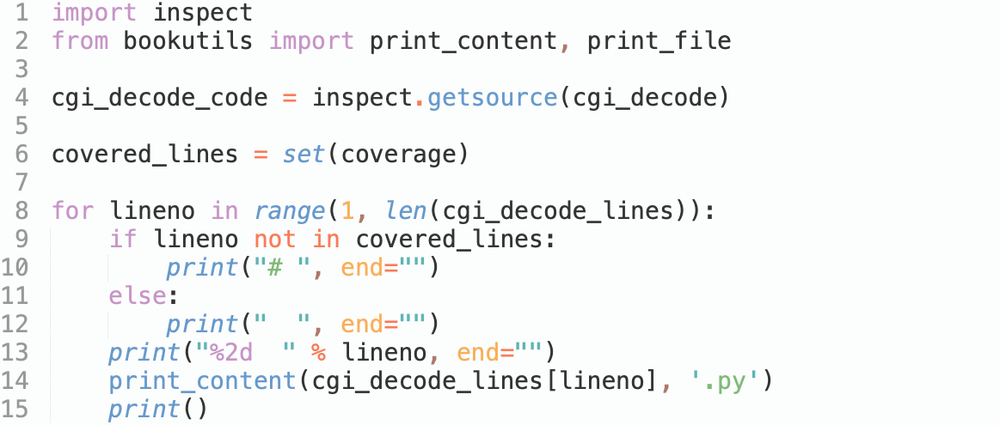 1 import inspect
2 from bookutils import print_content, print_file
3
4 cgi_decode_code = inspect.getsource(cgi_decode)
5
6 covered_lines = set(coverage)
7
8 for lineno in range(1, len(cgi_decode_lines)):
9     if lineno not in covered_lines:
10         print("# ", end="")
11     else:
12         print("  ", end="")
13     print("%2d  " % lineno, end="")
14     print_content(cgi_decode_lines[lineno], '.py')
15     print()